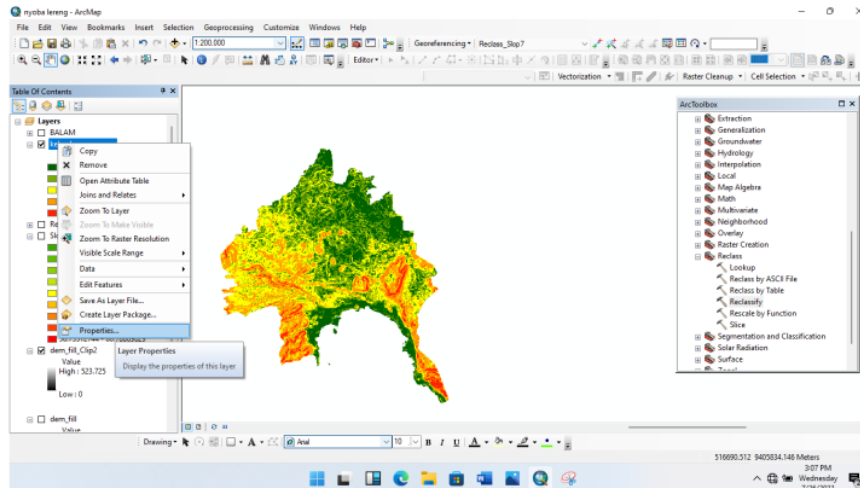 nyoba lereng - ArcMap
File Edit View Bookmarks Insert Selection Geoprocessing Customize Windows Help
1:200.000
Georeferencing
Reclass_Slop7
Editor
Vectorization
Raster Cleanup
Cell Selection
Table Of Contents
Layers
BALAM
Copy
Remove
Open Attribute Table
Joins and Relates
Zoom To Layer
Zoom To Make Visible
Zoom To Raster Resolution
Visible Scale Range
Data
Edit Features
Save As Layer File...
Create Layer Package...
Properties...
Layer Properties
Display the properties of this layer
dem_fill_Clip2
Value
High : 523.725
Low : 0
dem_fill
Value
ArcToolbox
Extraction
Generalization
Groundwater
Hydrology
Interpolation
Local
Map Algebra
Math
Multivariate
Neighborhood
Overlay
Raster Creation
Reclass
Lookup
Reclass by ASCII File
Reclass by Table
Reclassify
Rescale by Function
Slice
Segmentation and Classification
Solar Radiation
Surface
Drawing
Arial
10
B I U A
516690.512 9405834.146 Meters
3:07 PM
Wednesday